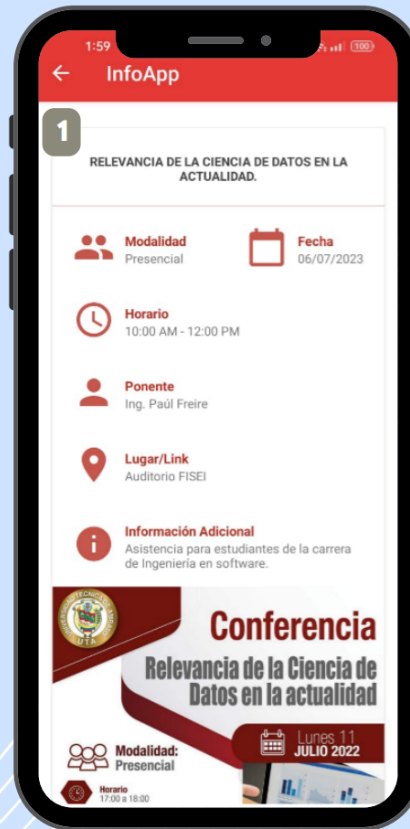 1:59
100
InfoApp
1
RELEVANCIA DE LA CIENCIA DE DATOS EN LA
ACTUALIDAD.
Modalidad
Presencial
Fecha
06/07/2023
Horario
10:00 AM - 12:00 PM
Ponente
Ing. Paúl Freire
Lugar/Link
Auditorio FISEI
Información Adicional
Asistencia para estudiantes de la carrera
de Ingeniería en software.
UTA
Conferencia
Relevancia de la Ciencia de
Datos en la actualidad
Lunes 11
JULIO 2022
Modalidad:
Presencial
Horario
17:00 a 18:00